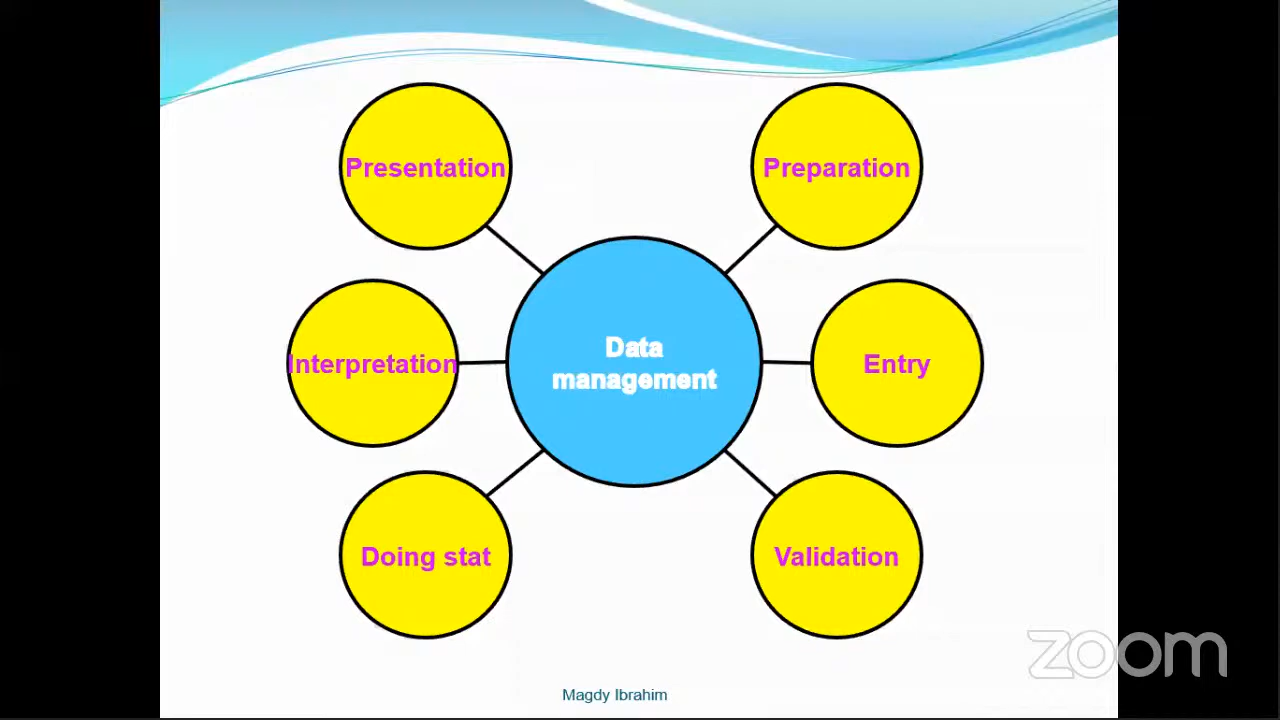 Presentation
Preparation
Interpretation
Data
management
Entry
Doing stat
Validation
zoom
Magdy Ibrahim